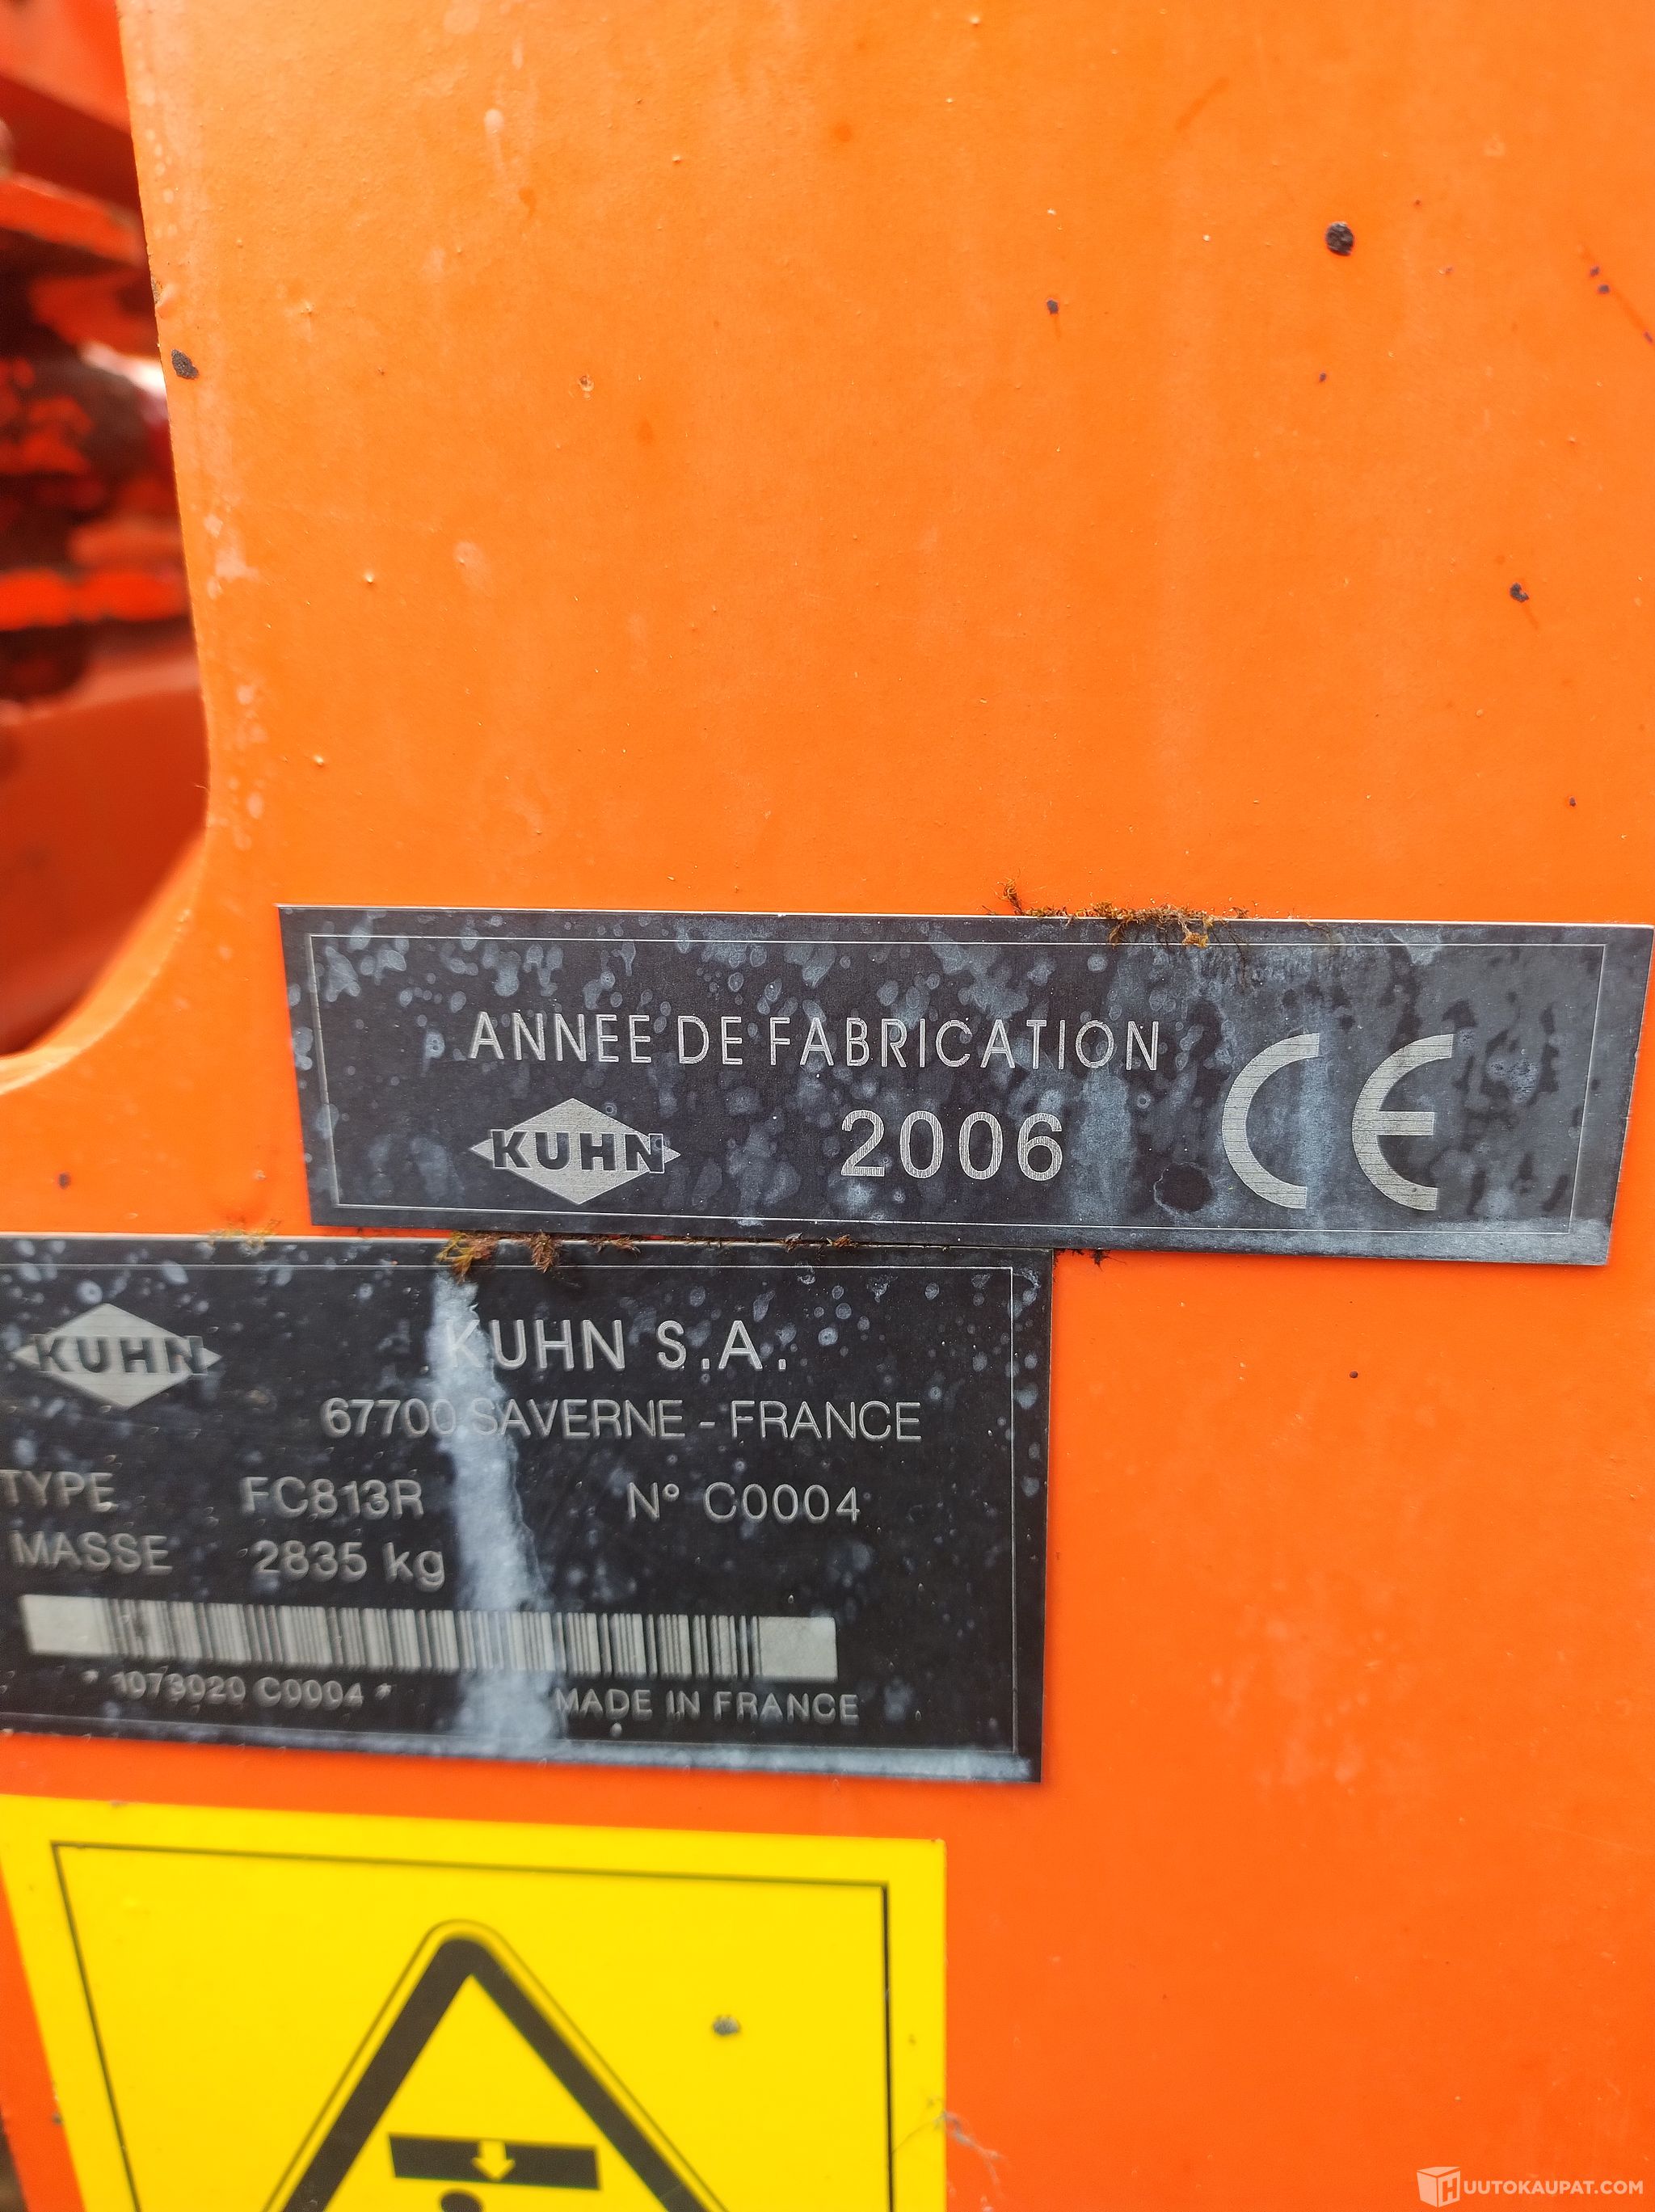 ANNEE DE FABRICATION
KUHN 2006 CE
KUHN KUHN S.A.
67700 SAVERNE - FRANCE
TYPE FC813R N° C0004
MASSE 2835 kg
* 1073020 C0004 * MADE IN FRANCE
HUUTOKAUPAT.COM